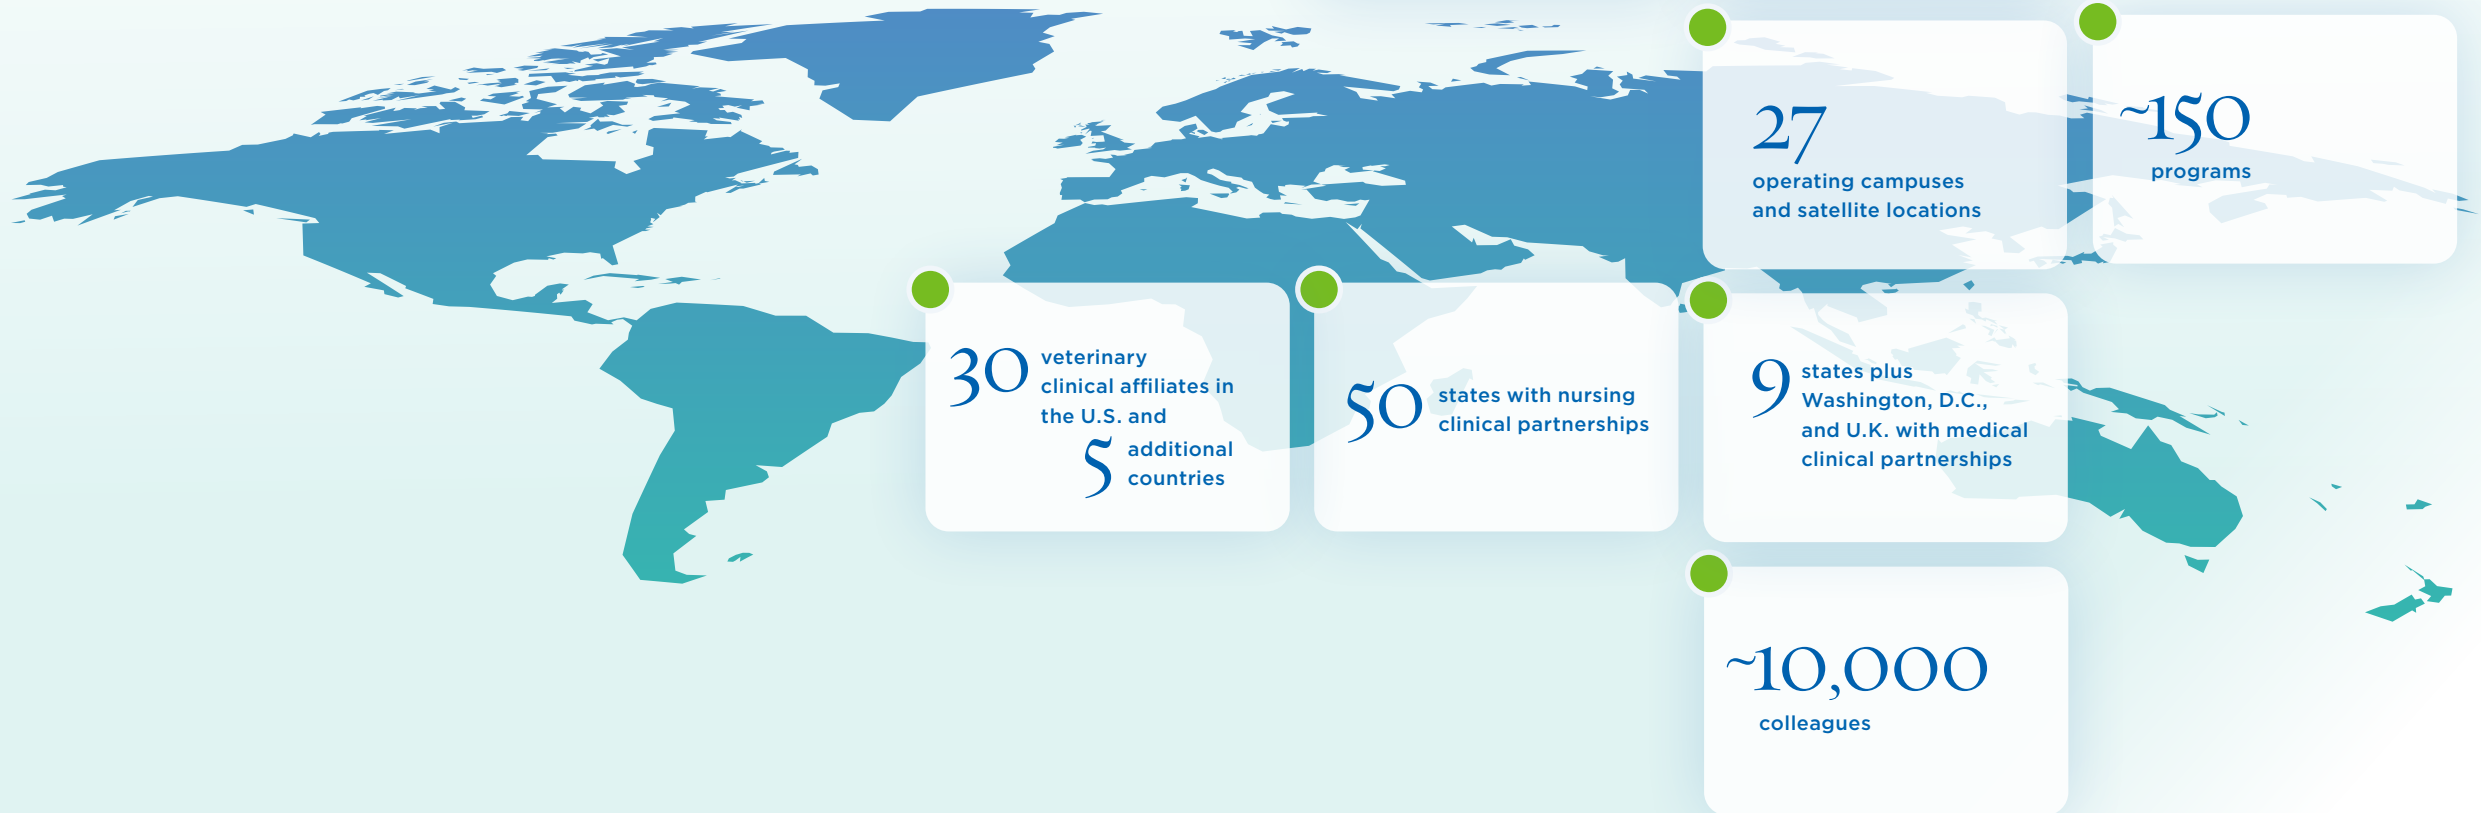 27
operating campuses
and satellite locations
~150
programs
30 veterinary
clinical affiliates in
the U.S. and
5 additional
countries
50 states with nursing
clinical partnerships
9 states plus
Washington, D.C.,
and U.K. with medical
clinical partnerships
~10,000
colleagues